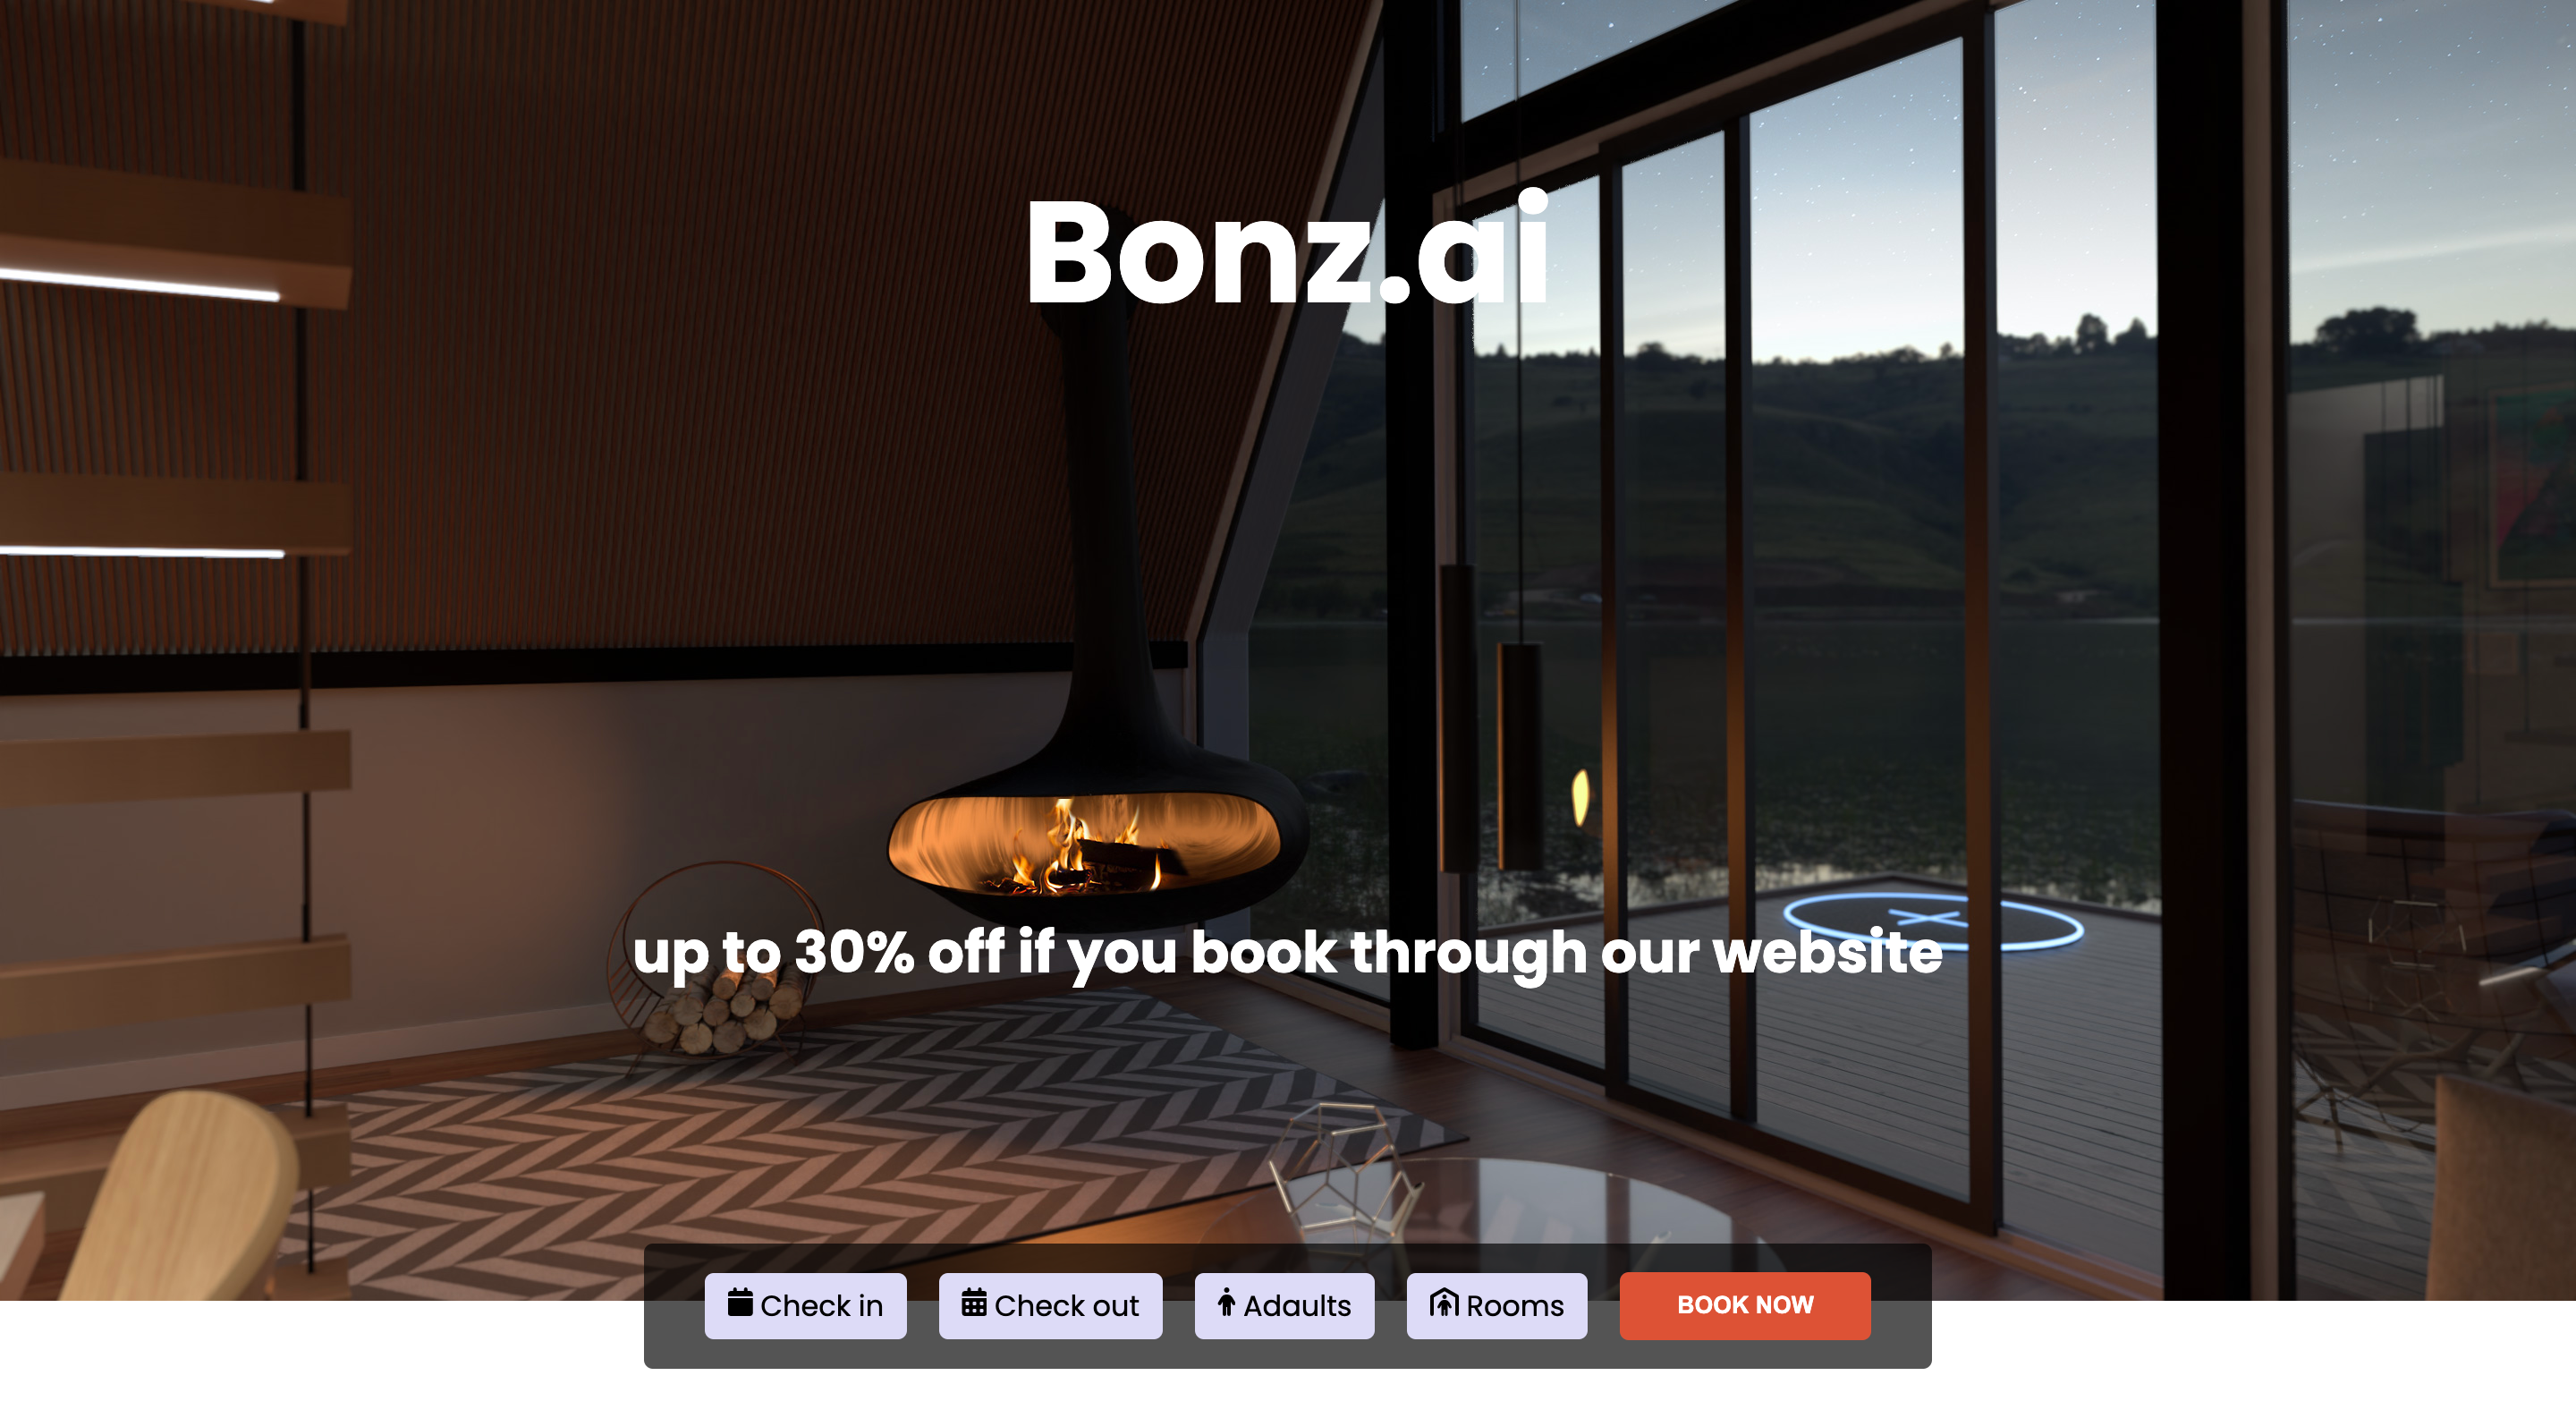 Bonz.ai
up to 30% off if you book through our website
Check in
Check out
Adaults
Rooms
BOOK NOW